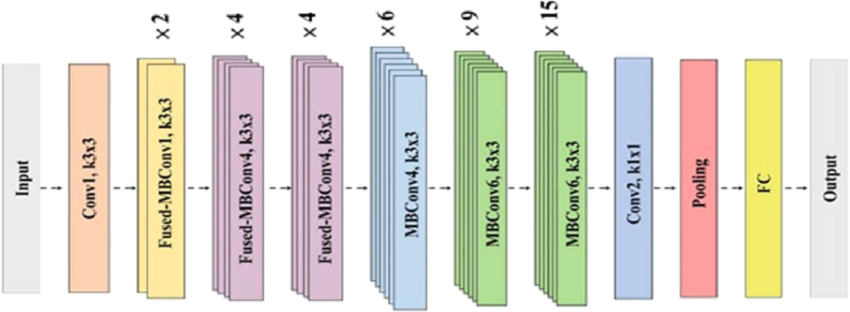 Input
Conv1, k3x3
× 2
Fused-MBConv1, k3x3
× 4
Fused-MBConv4, k3x3
× 4
Fused-MBConv4, k3x3
× 6
MBConv4, k3x3
× 9
MBConv6, k3x3
× 15
MBConv6, k3x3
Conv2, k1x1
Pooling
FC
Output